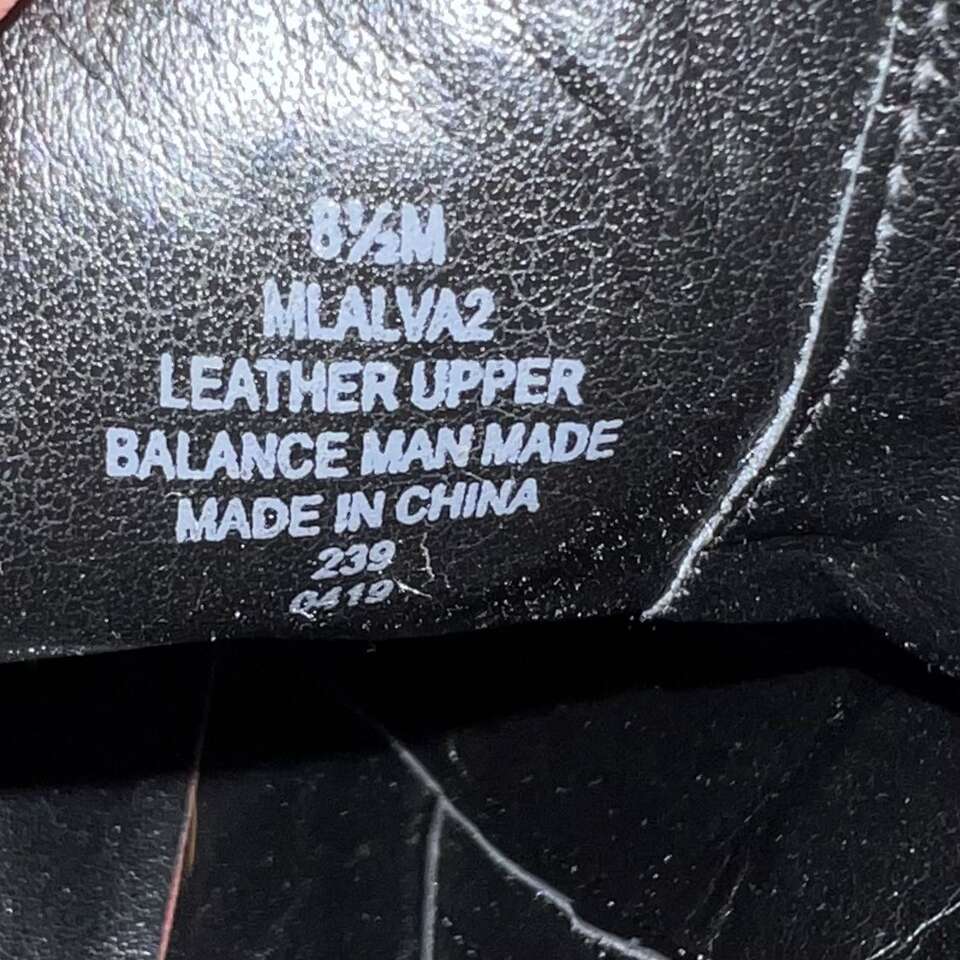 8½M
MLALVA2
LEATHER UPPER
BALANCE MAN MADE
MADE IN CHINA
239
0419